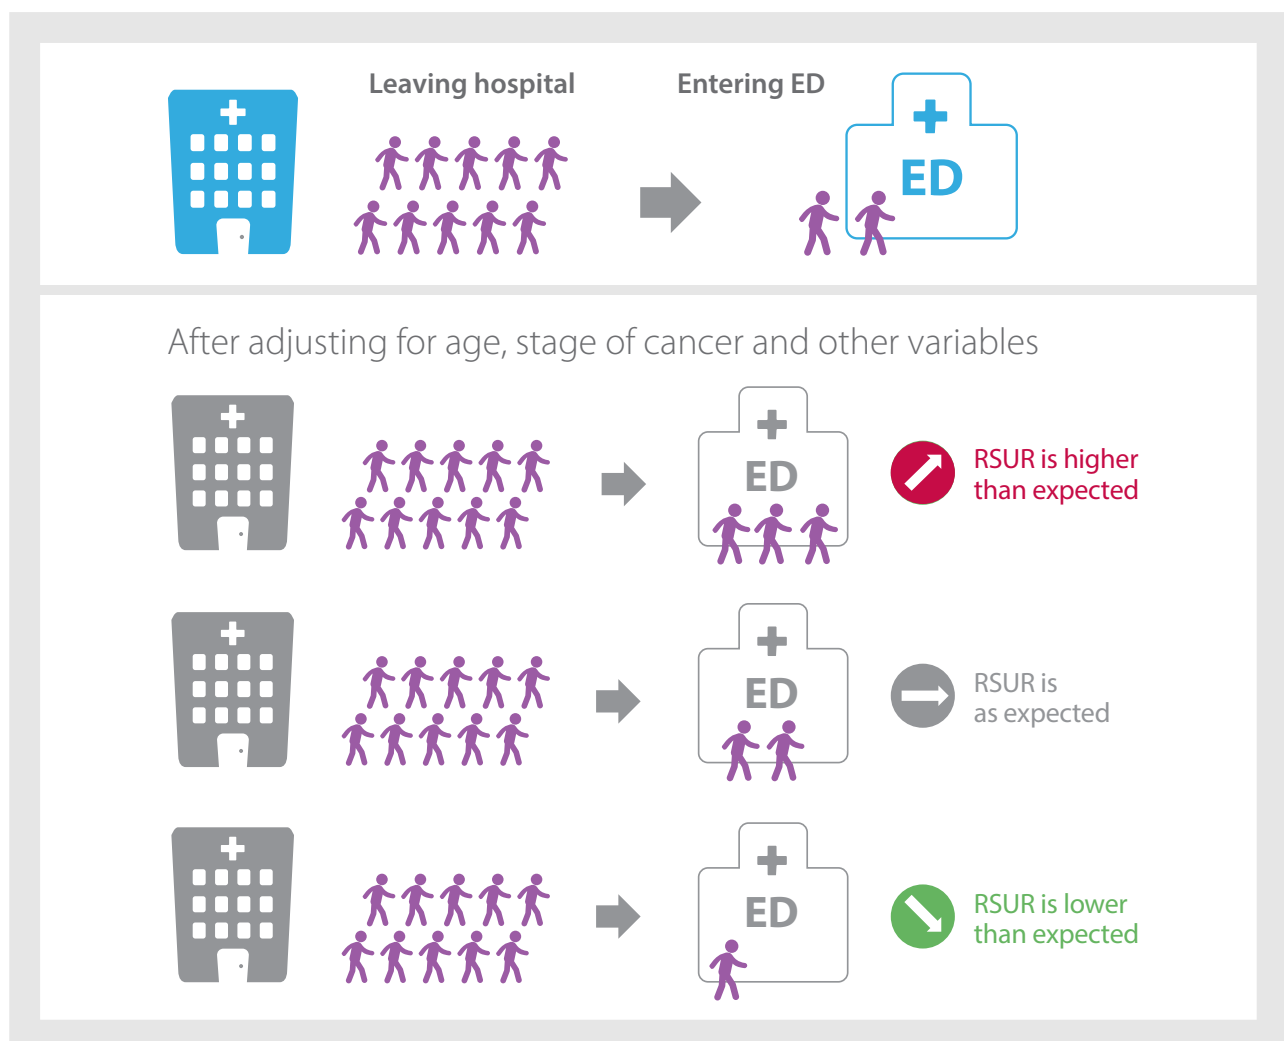 Leaving hospital
Entering ED
ED
After adjusting for age, stage of cancer and other variables
ED
RSUR is higher
than expected
ED
RSUR is
as expected
ED
RSUR is lower
than expected